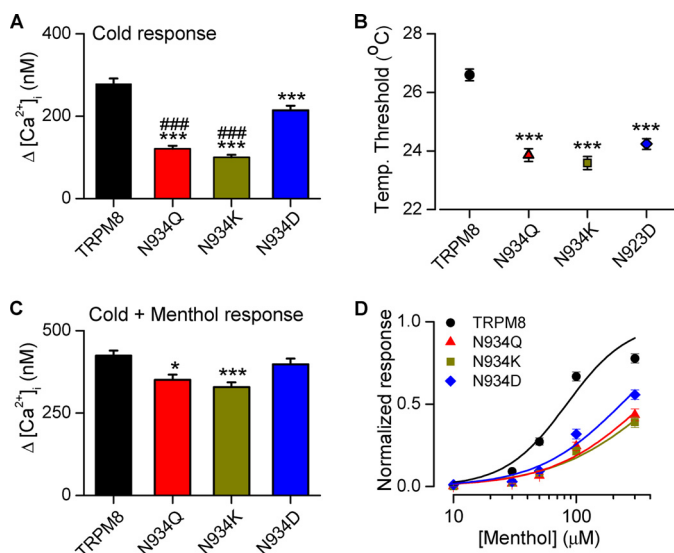 A
Cold response
Δ [Ca2+]i (nM)
400
200
0
###
***
###
***
***
TRPM8
N934Q
N934K
N934D
B
Temp. Threshold (°C)
28
26
24
22
***
***
***
TRPM8
N934Q
N934K
N923D
C
Cold + Menthol response
Δ [Ca2+]i (nM)
500
250
0
*
***
TRPM8
N934Q
N934K
N934D
D
Normalized response
1.0
0.5
0.0
TRPM8
N934Q
N934K
N934D
10
100
[Menthol] (μM)